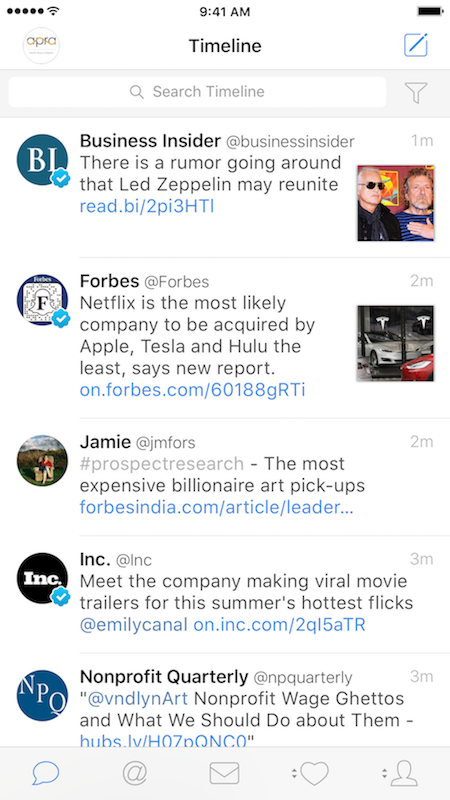 9:41 AM
apra
Timeline
Search Timeline
Business Insider @businessinsider 1m
BI
There is a rumor going around
that Led Zeppelin may reunite
read.bi/2pi3HTl
Forbes @Forbes 2m
Forbes
F
Netflix is the most likely
company to be acquired by
Apple, Tesla and Hulu the
least, says new report.
on.forbes.com/60188gRTi
Jamie @jmfors 2m
#prospectresearch - The most
expensive billionaire art pick-ups
forbesindia.com/article/leader...
Inc. @Inc 3m
Inc.
Meet the company making viral movie
trailers for this summer's hottest flicks
@emilycanal on.inc.com/2qI5aTR
Nonprofit Quarterly @npquarterly 3m
NPQ
"@vndlynArt Nonprofit Wage Ghettos
and What We Should Do about Them -
hubs.ly/H07pQNC0"